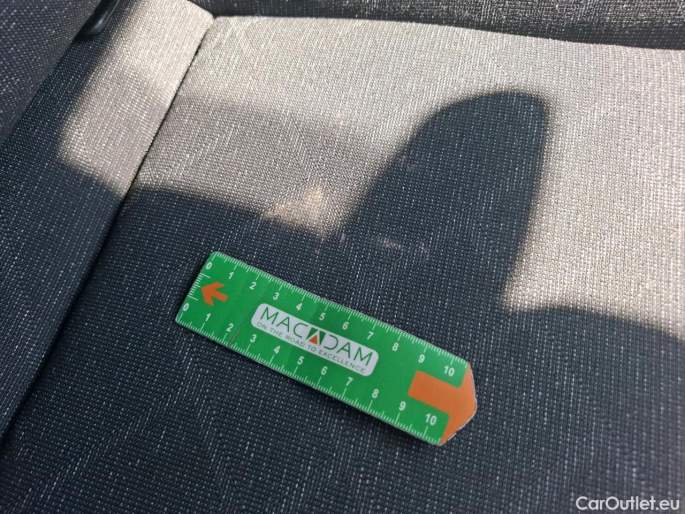 0 1 2 3 4 5 6 7 8 9 10
MACADAM
ON THE ROAD TO EXCELLENCE
0 1 2 3 4 5 6 7 8 9 10
CarOutlet.eu